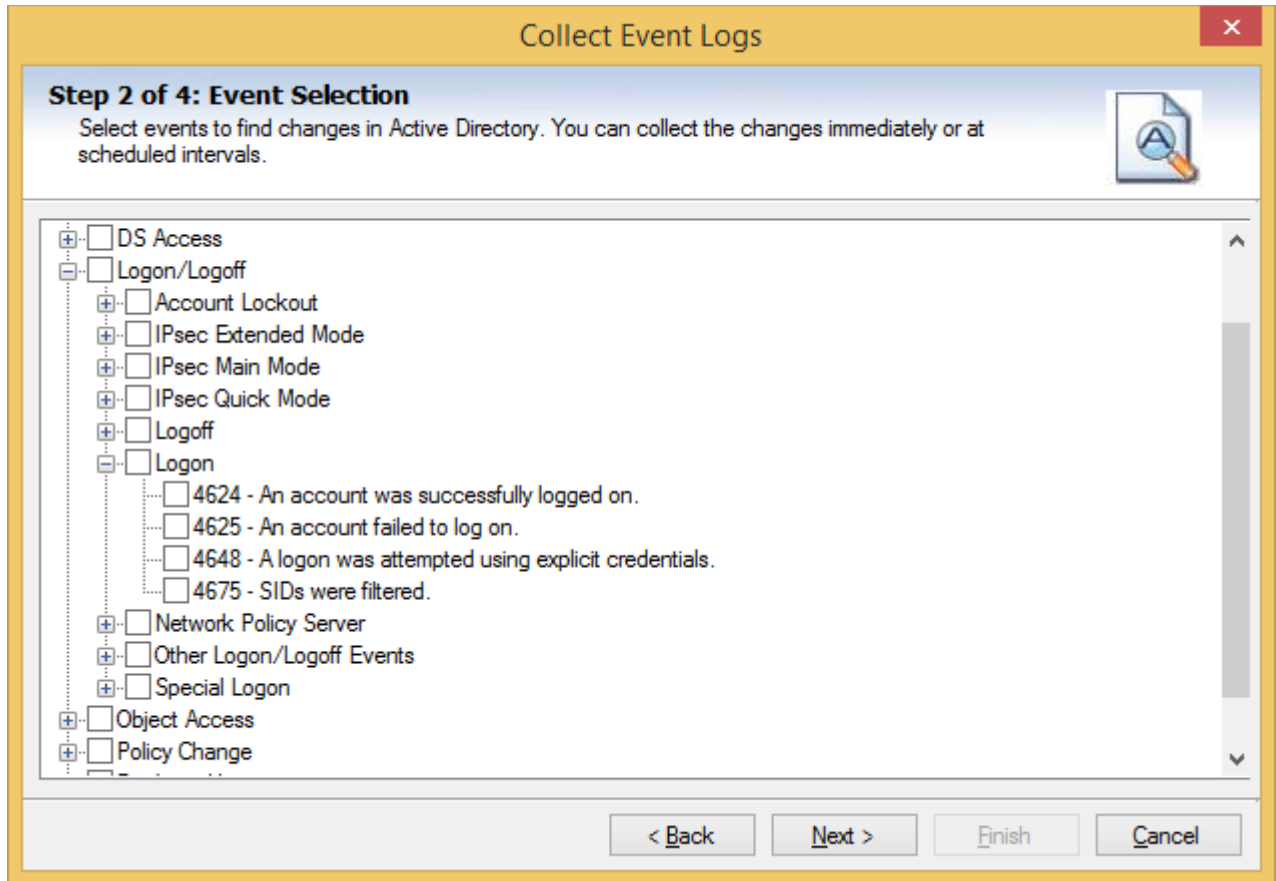 Collect Event Logs
Step 2 of 4: Event Selection
Select events to find changes in Active Directory. You can collect the changes immediately or at
scheduled intervals.
DS Access
Logon/Logoff
Account Lockout
IPsec Extended Mode
IPsec Main Mode
IPsec Quick Mode
Logoff
Logon
4624 - An account was successfully logged on.
4625 - An account failed to log on.
4648 - A logon was attempted using explicit credentials.
4675 - SIDs were filtered.
Network Policy Server
Other Logon/Logoff Events
Special Logon
Object Access
Policy Change
< Back Next > Finish Cancel